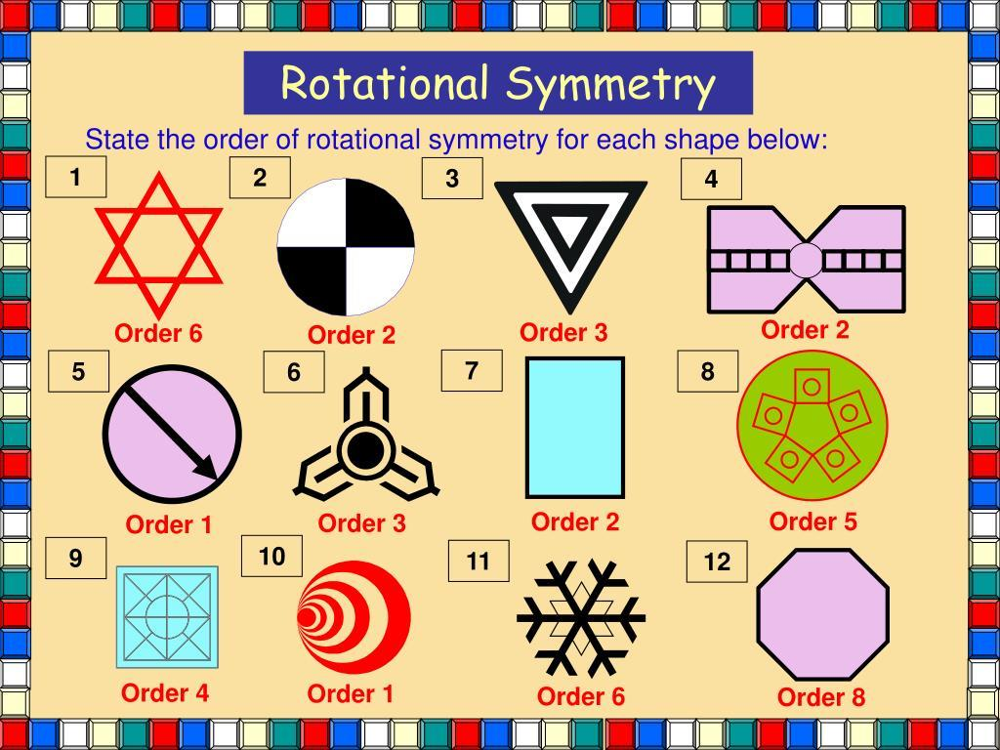 Rotational Symmetry
State the order of rotational symmetry for each shape below:
1
2
3
4
Order 6
Order 2
Order 3
Order 2
5
6
7
8
Order 1
Order 3
Order 2
Order 5
9
10
11
12
Order 4
Order 1
Order 6
Order 8